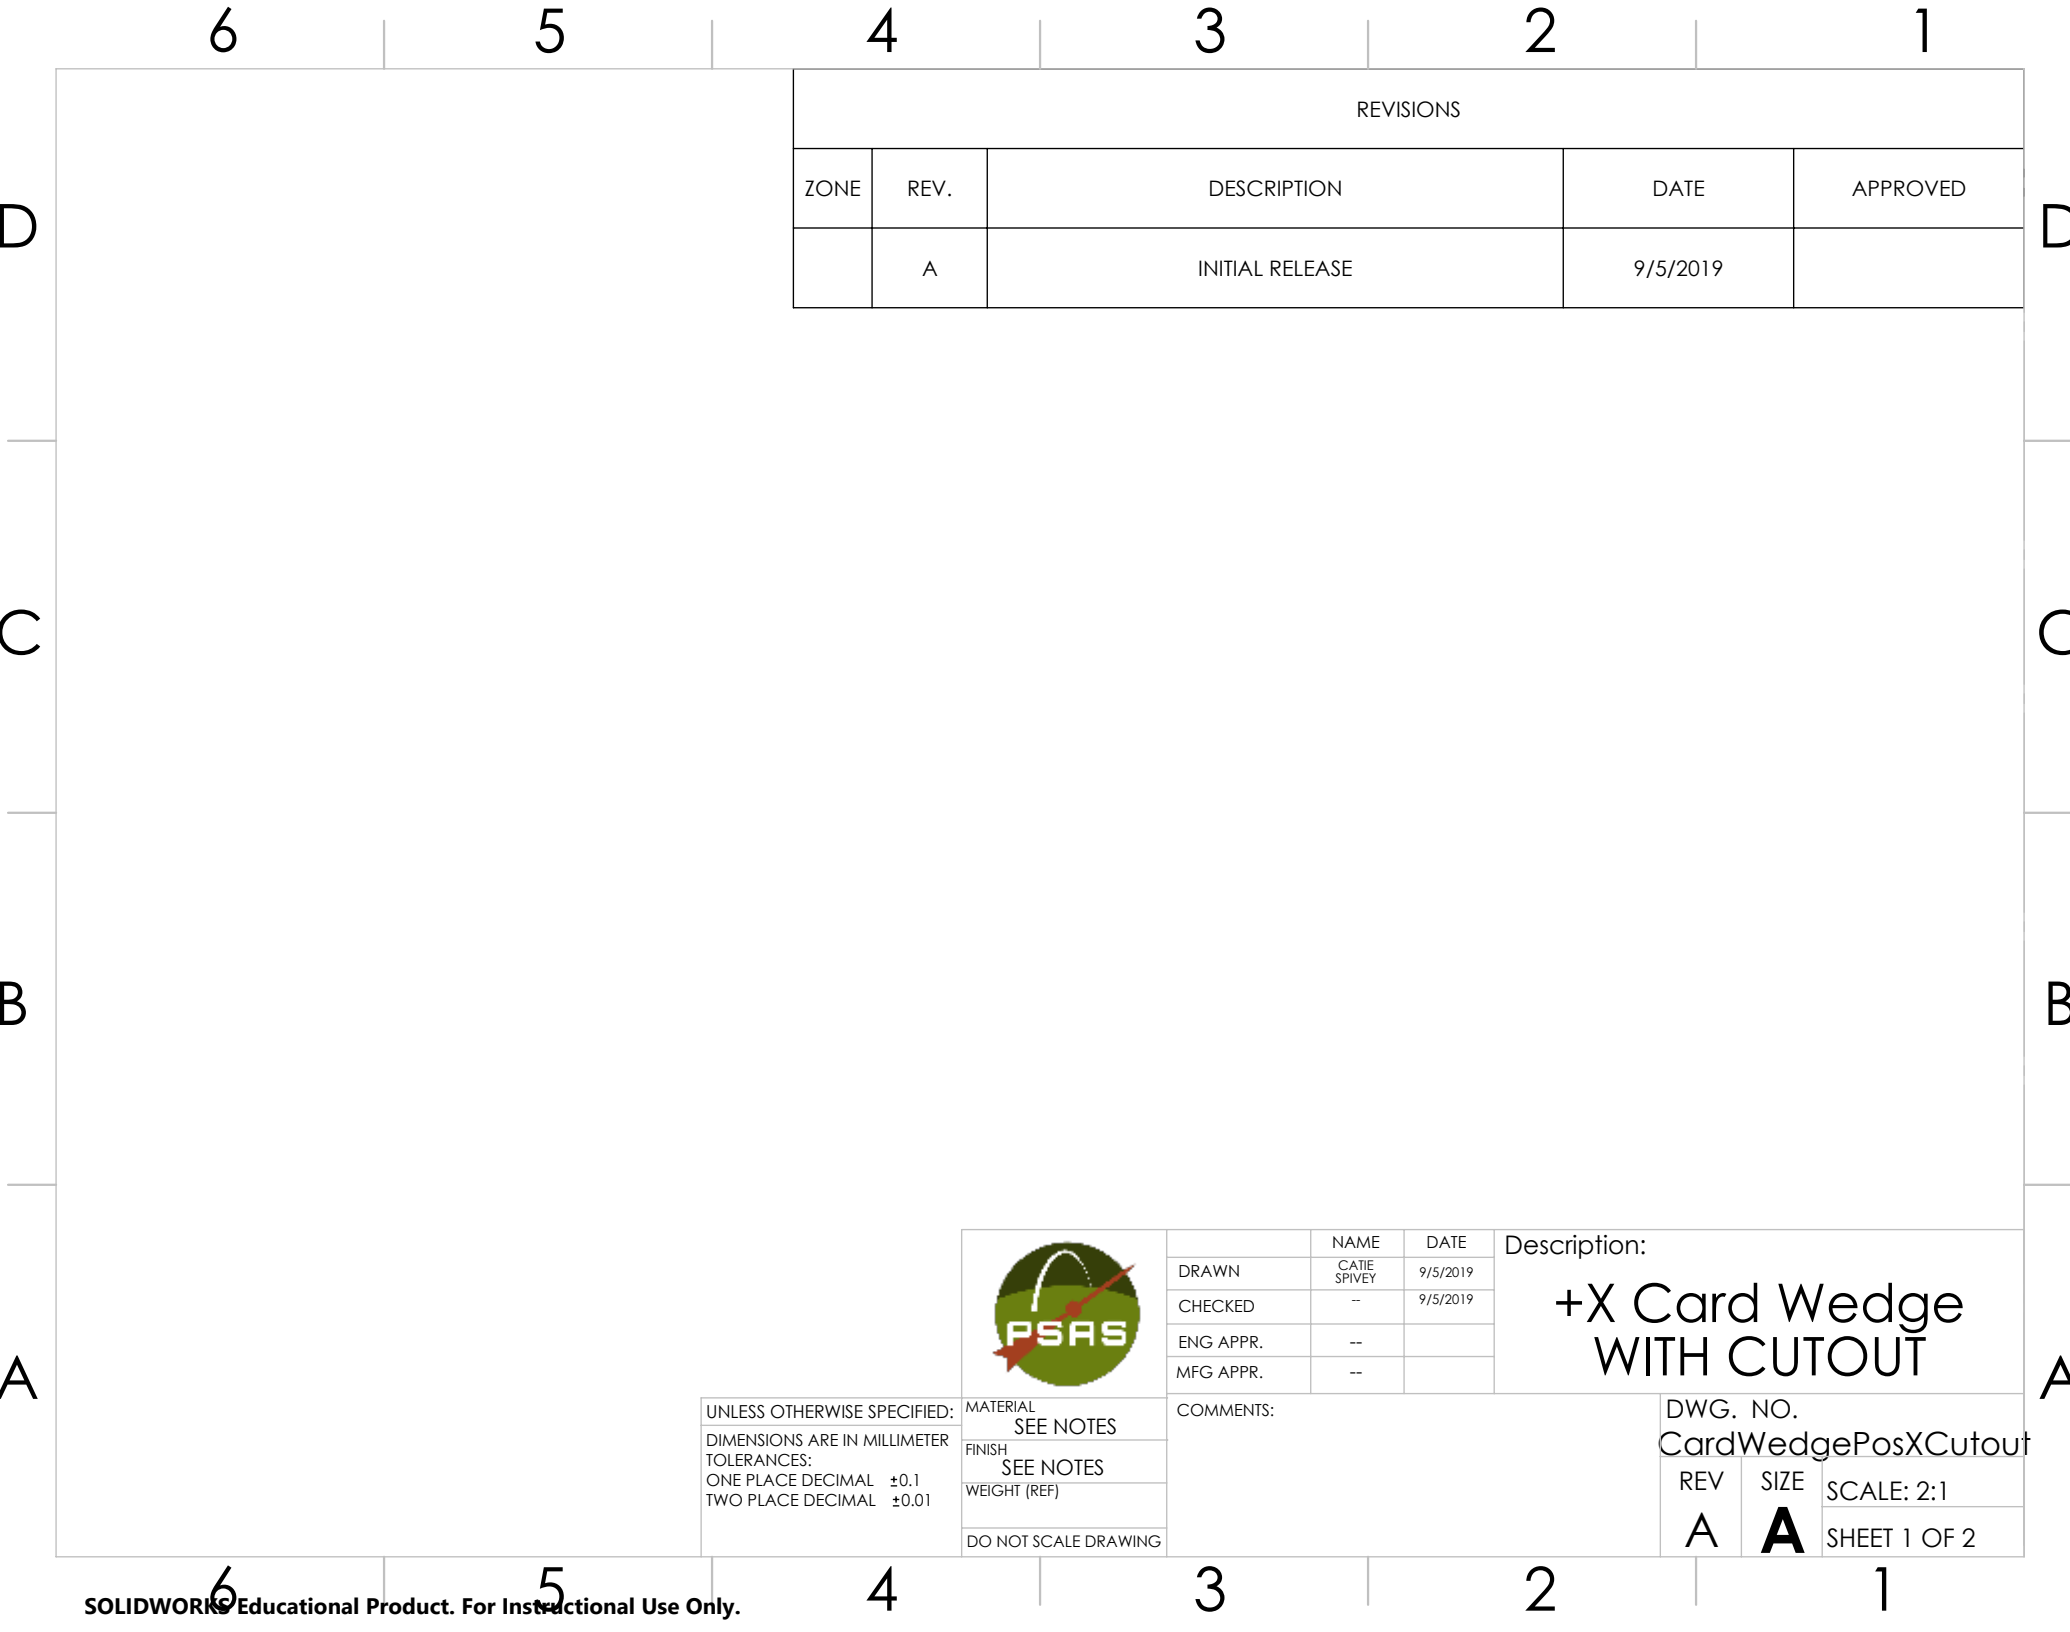 6 5 4 3 2 1
REVISIONS
ZONE REV. DESCRIPTION DATE APPROVED
D D
A INITIAL RELEASE 9/5/2019
C C
B B
NAME DATE
Description:
DRAWN CATIE SPIVEY 9/5/2019
CHECKED -- 9/5/2019
+X Card Wedge
WITH CUTOUT
PSAS
ENG APPR. --
MFG APPR. --
A A
UNLESS OTHERWISE SPECIFIED:
DIMENSIONS ARE IN MILLIMETER
TOLERANCES:
ONE PLACE DECIMAL ±0.1
TWO PLACE DECIMAL ±0.01
MATERIAL
SEE NOTES
FINISH
SEE NOTES
WEIGHT (REF)
DO NOT SCALE DRAWING
COMMENTS:
DWG. NO.
CardWedgePosXCutout
REV SIZE
A A
SCALE: 2:1
SHEET 1 OF 2
6 5 4 3 2 1
SOLIDWORKS Educational Product. For Instructional Use Only.